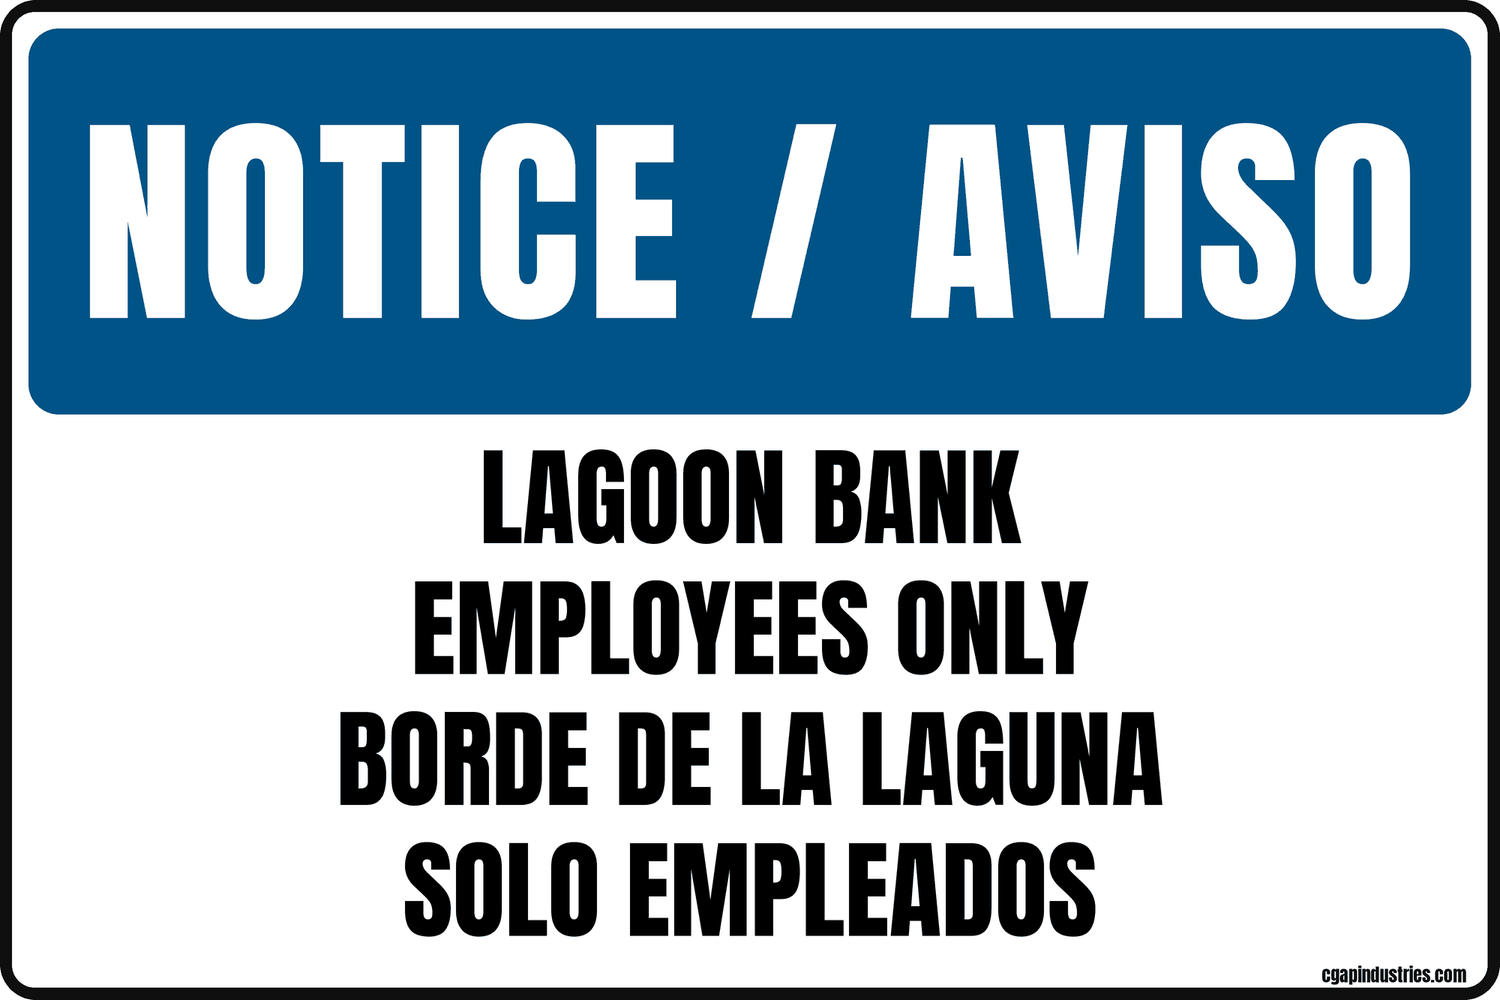 NOTICE / AVISO
LAGOON BANK
EMPLOYEES ONLY
BORDE DE LA LAGUNA
SOLO EMPLEADOS
cgapindustries.com